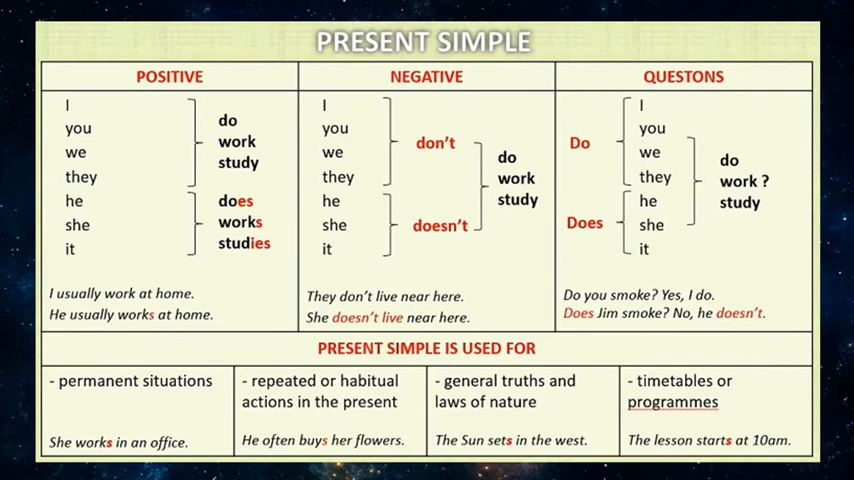 PRESENT SIMPLE
POSITIVE
I
you
we
they
he
she
it
do
work
study
does
works
studies
I usually work at home.
He usually works at home.
NEGATIVE
I
you
we
they
he
she
it
don't
doesn't
do
work
study
They don't live near here.
She doesn't live near here.
QUESTONS
Do
Does
I
you
we
they
he
she
it
do
work ?
study
Do you smoke? Yes, I do.
Does Jim smoke? No, he doesn't.
PRESENT SIMPLE IS USED FOR
- permanent situations
She works in an office.
- repeated or habitual
actions in the present
He often buys her flowers.
- general truths and
laws of nature
The Sun sets in the west.
- timetables or
programmes
The lesson starts at 10am.